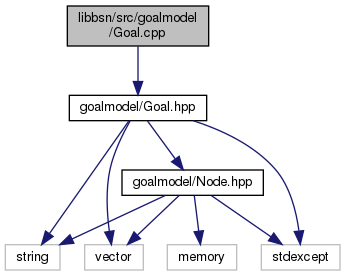 libbsn/src/goalmodel
/Goal.cpp
goalmodel/Goal.hpp
goalmodel/Node.hpp
string
vector
memory
stdexcept